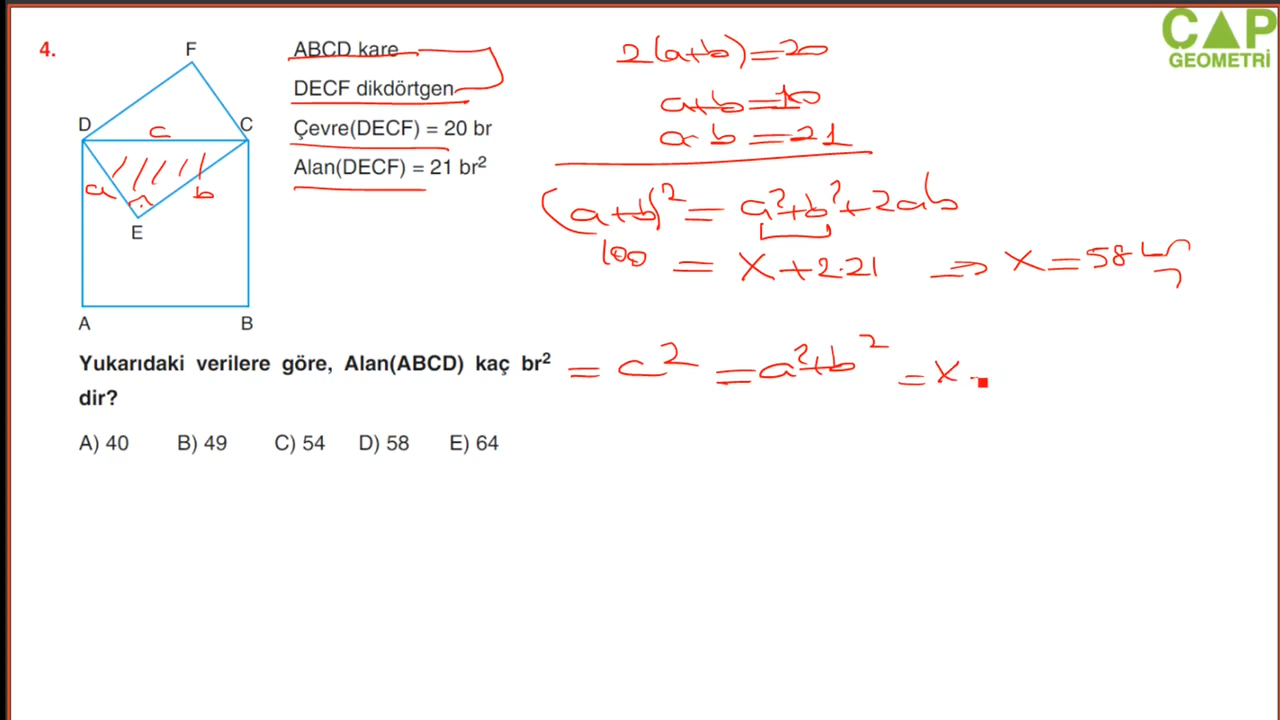 ÇAP
GEOMETRİ
4.
F
D
C
c
a
b
E
A
B
ABCD kare
DECF dikdörtgen
Çevre(DECF) = 20 br
Alan(DECF) = 21 br²
2(a+b)=20
a+b=10
a b =21
(a+b)² = a²+b²+2ab
100 = x+2.21 => x=58
Yukarıdaki verilere göre, Alan(ABCD) kaç br²
dir?
= c² = a²+b² = x
A) 40 B) 49 C) 54 D) 58 E) 64